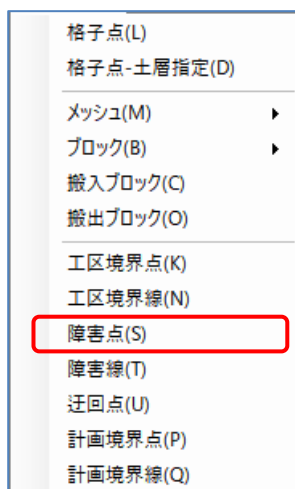 格子点(L)
格子点-土層指定(D)
メッシュ(M)
ブロック(B)
搬入ブロック(C)
搬出ブロック(O)
工区境界点(K)
工区境界線(N)
障害点(S)
障害線(T)
迂回点(U)
計画境界点(P)
計画境界線(Q)